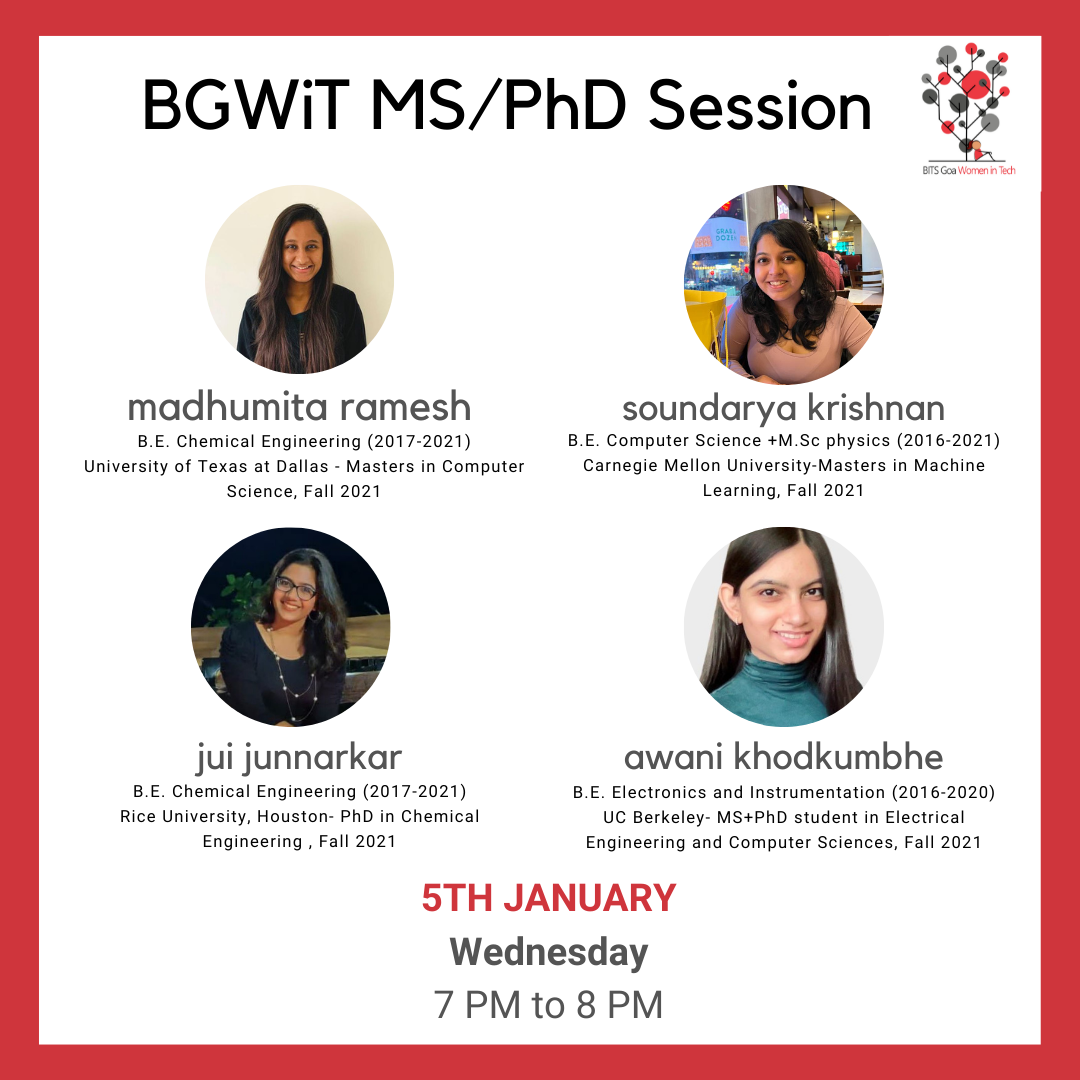 BGWiT MS/PhD Session
BITS Goa Women in Tech
madhumita ramesh
B.E. Chemical Engineering (2017-2021)
University of Texas at Dallas - Masters in Computer
Science, Fall 2021
soundarya krishnan
B.E. Computer Science +M.Sc physics (2016-2021)
Carnegie Mellon University-Masters in Machine
Learning, Fall 2021
jui junnarkar
B.E. Chemical Engineering (2017-2021)
Rice University, Houston- PhD in Chemical
Engineering , Fall 2021
awani khodkumbhe
B.E. Electronics and Instrumentation (2016-2020)
UC Berkeley- MS+PhD student in Electrical
Engineering and Computer Sciences, Fall 2021
5TH JANUARY
Wednesday
7 PM to 8 PM